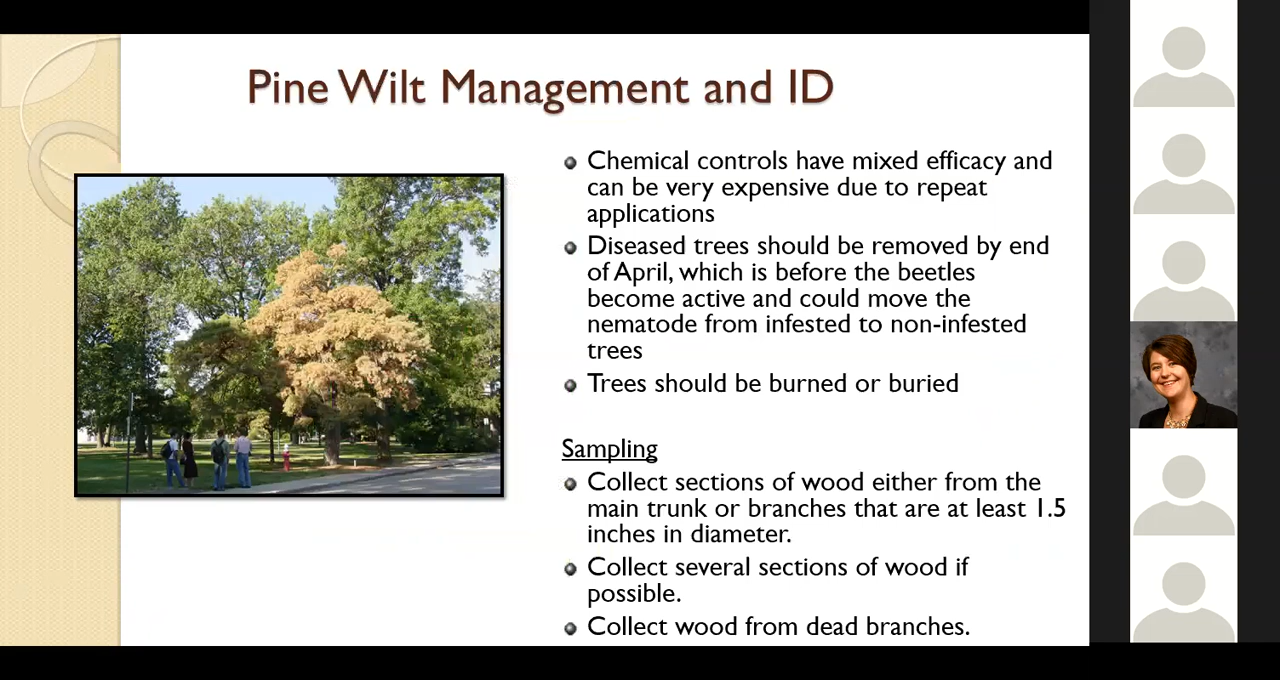 Pine Wilt Management and ID
Chemical controls have mixed efficacy and
can be very expensive due to repeat
applications
Diseased trees should be removed by end
of April, which is before the beetles
become active and could move the
nematode from infested to non-infested
trees
Trees should be burned or buried
Sampling
Collect sections of wood either from the
main trunk or branches that are at least 1.5
inches in diameter.
Collect several sections of wood if
possible.
Collect wood from dead branches.